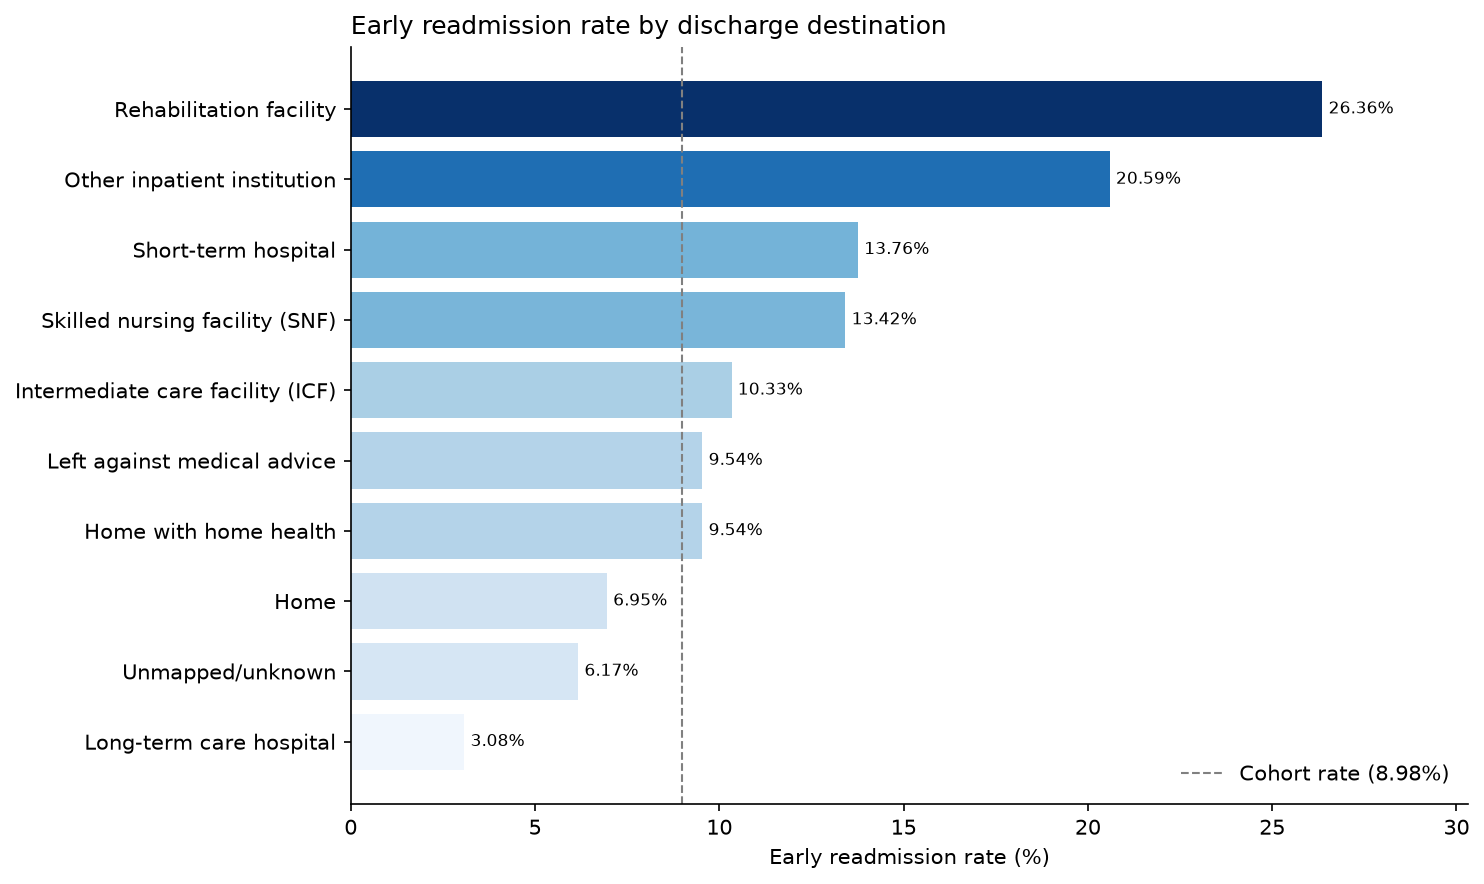 Early readmission rate by discharge destination
Rehabilitation facility 26.36%
Other inpatient institution 20.59%
Short-term hospital 13.76%
Skilled nursing facility (SNF) 13.42%
Intermediate care facility (ICF) 10.33%
Left against medical advice 9.54%
Home with home health 9.54%
Home 6.95%
Unmapped/unknown 6.17%
Long-term care hospital 3.08%
Cohort rate (8.98%)
0 5 10 15 20 25 30
Early readmission rate (%)